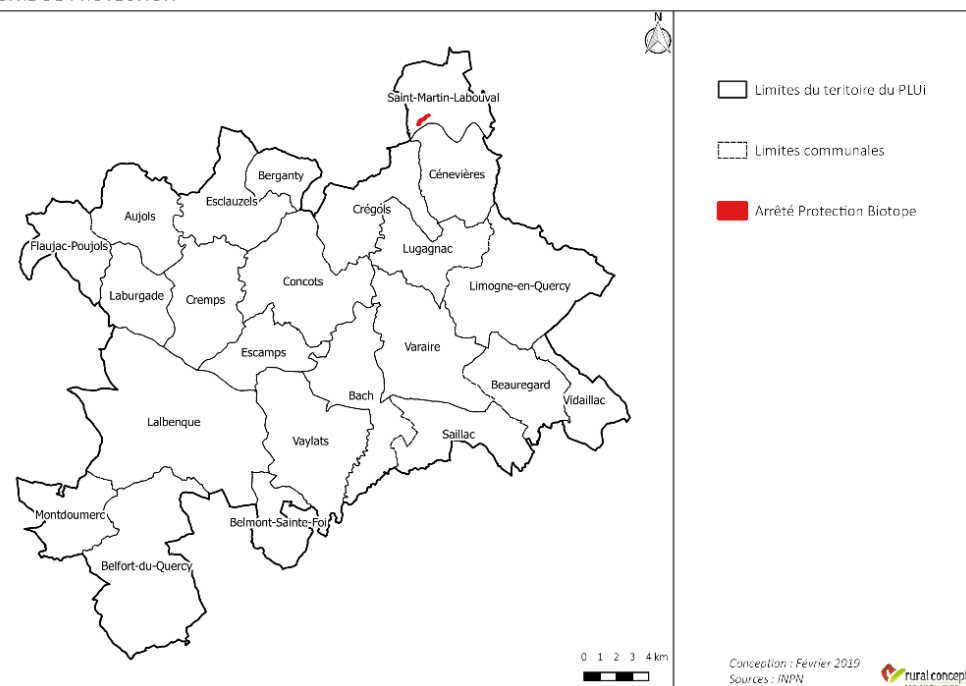 N
Saint-Martin-Labouval
Cénevières
Berganty
Esclauzels
Crégols
Aujols
Lugagnac
Flaujac-Poujols
Concots
Limogne-en-Quercy
Laburgade
Cremps
Varaire
Escamps
Beauregard
Bach
Vidaillac
Lalbenque
Saillac
Vaylats
Montdoumerc
Belmont-Sainte-Foi
Belfort-du-Quercy
0 1 2 3 4 km
Limites du teritoire du PLUi
Limites communales
Arrêté Protection Biotope
Conception : Février 2019
Sources : INPN
rural concept